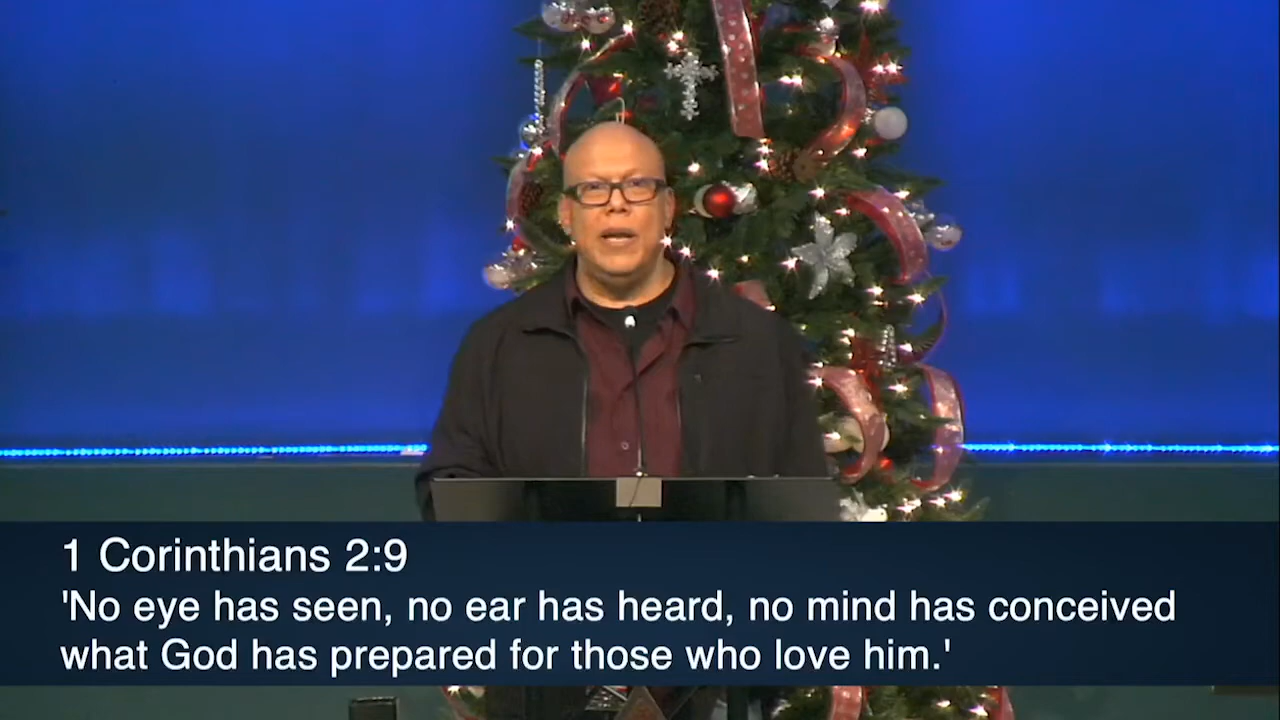 1 Corinthians 2:9
'No eye has seen, no ear has heard, no mind has conceived
what God has prepared for those who love him.'